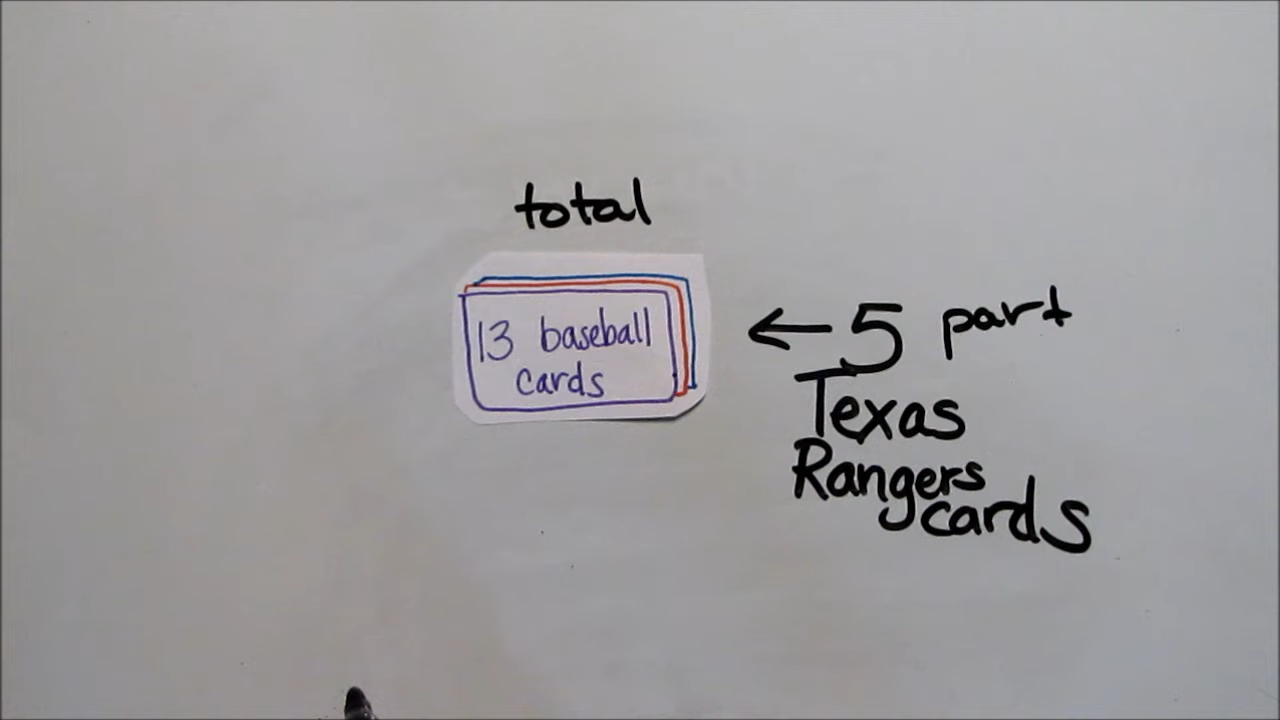 total
13 baseball
cards
5 part
Texas
Rangers
cards